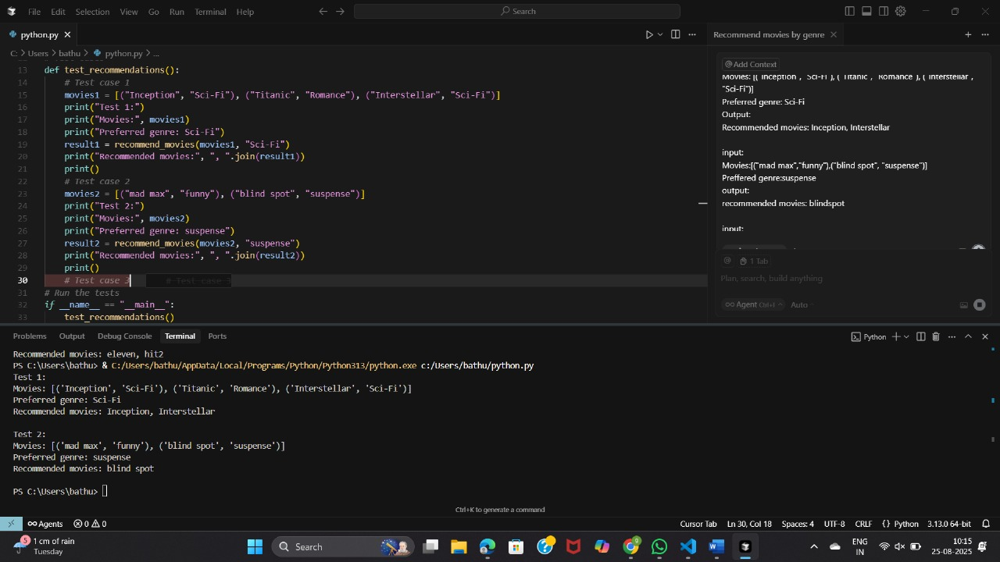 File Edit Selection View Go Run Terminal Help
Search
python.py
Recommend movies by genre
C: > Users > bathu > python.py > ...
13 def test_recommendations():
14 # Test case 1
15 movies1 = [("Inception", "Sci-Fi"), ("Titanic", "Romance"), ("Interstellar", "Sci-Fi")]
16 print("Test 1:")
17 print("Movies:", movies1)
18 print("Preferred genre: Sci-Fi")
19 result1 = recommend_movies(movies1, "Sci-Fi")
20 print("Recommended movies:", ", ".join(result1))
21 print()
22 # Test case 2
23 movies2 = [("mad max", "funny"), ("blind spot", "suspense")]
24 print("Test 2:")
25 print("Movies:", movies2)
26 print("Preferred genre: suspense")
27 result2 = recommend_movies(movies2, "suspense")
28 print("Recommended movies:", ", ".join(result2))
29 print()
30 # Test case 3 # Test case 3
31 # Run the tests
32 if __name__ == "__main__":
33 test_recommendations()
@ Add Context
Movies: [("Inception", "Sci-Fi"), ("Titanic", "Romance"), ("Interstellar",
"Sci-Fi")]
Preferred genre: Sci-Fi
Output:
Recommended movies: Inception, Interstellar
input:
Movies:[("mad max","funny"),("blind spot", "suspense")]
Preffered genre:suspense
output:
recommended movies: blindspot
input:
@ 1 Tab
Plan, search, build anything
Agent Ctrl+I Auto
Problems Output Debug Console Terminal Ports
Python
Recommended movies: eleven, hit2
PS C:\Users\bathu> & C:/Users/bathu/AppData/Local/Programs/Python/Python313/python.exe c:/Users/bathu/python.py
Test 1:
Movies: [('Inception', 'Sci-Fi'), ('Titanic', 'Romance'), ('Interstellar', 'Sci-Fi')]
Preferred genre: Sci-Fi
Recommended movies: Inception, Interstellar
Test 2:
Movies: [('mad max', 'funny'), ('blind spot', 'suspense')]
Preferred genre: suspense
Recommended movies: blind spot
PS C:\Users\bathu>
Ctrl+K to generate a command
Agents 0 0 Cursor Tab Ln 30, Col 18 Spaces: 4 UTF-8 CRLF {} Python 3.13.0 64-bit
5 1 cm of rain
Tuesday
Search
9
ENG
IN
10:15
25-08-2025